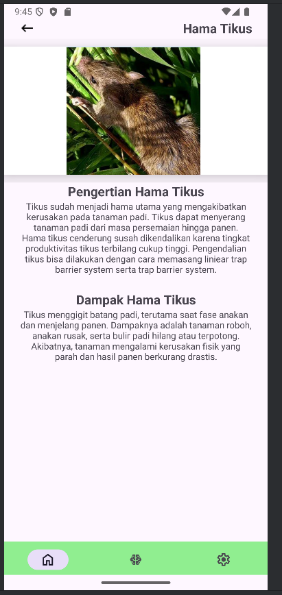 9:45
Hama Tikus
Pengertian Hama Tikus
Tikus sudah menjadi hama utama yang mengakibatkan
kerusakan pada tanaman padi. Tikus dapat menyerang
tanaman padi dari masa persemaian hingga panen.
Hama tikus cenderung susah dikendalikan karena tingkat
produktivitas tikus terbilang cukup tinggi. Pengendalian
tikus bisa dilakukan dengan cara memasang liniear trap
barrier system serta trap barrier system.
Dampak Hama Tikus
Tikus menggigit batang padi, terutama saat fase anakan
dan menjelang panen. Dampaknya adalah tanaman roboh,
anakan rusak, serta bulir padi hilang atau terpotong.
Akibatnya, tanaman mengalami kerusakan fisik yang
parah dan hasil panen berkurang drastis.